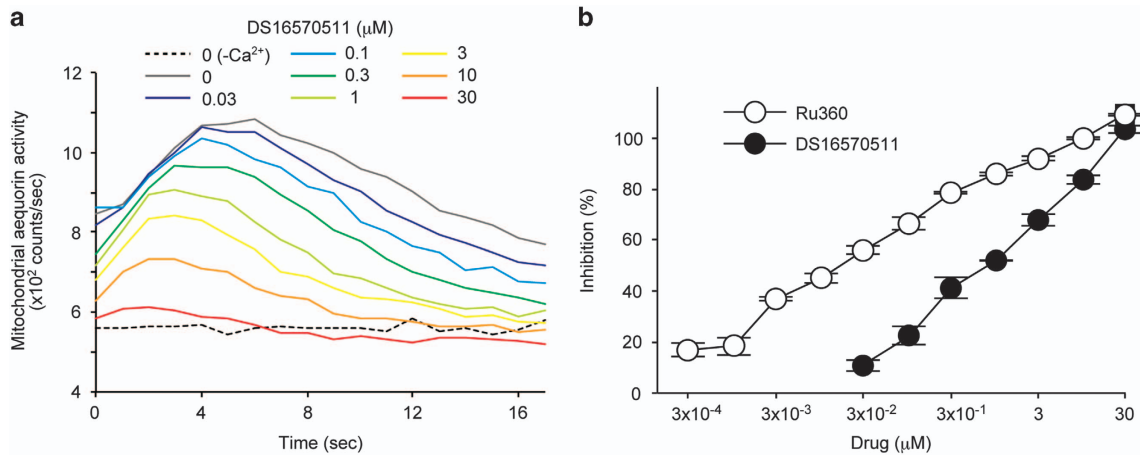 a
DS16570511 (μM)
0 (-Ca²⁺)
0
0.03
0.1
0.3
1
3
10
30
Mitochondrial aequorin activity
(x10² counts/sec)
12
10
8
6
4
0
4
8
12
16
Time (sec)
b
Ru360
DS16570511
Inhibition (%)
100
80
60
40
20
0
3x10⁻⁴
3x10⁻³
3x10⁻²
3x10⁻¹
3
30
Drug (μM)